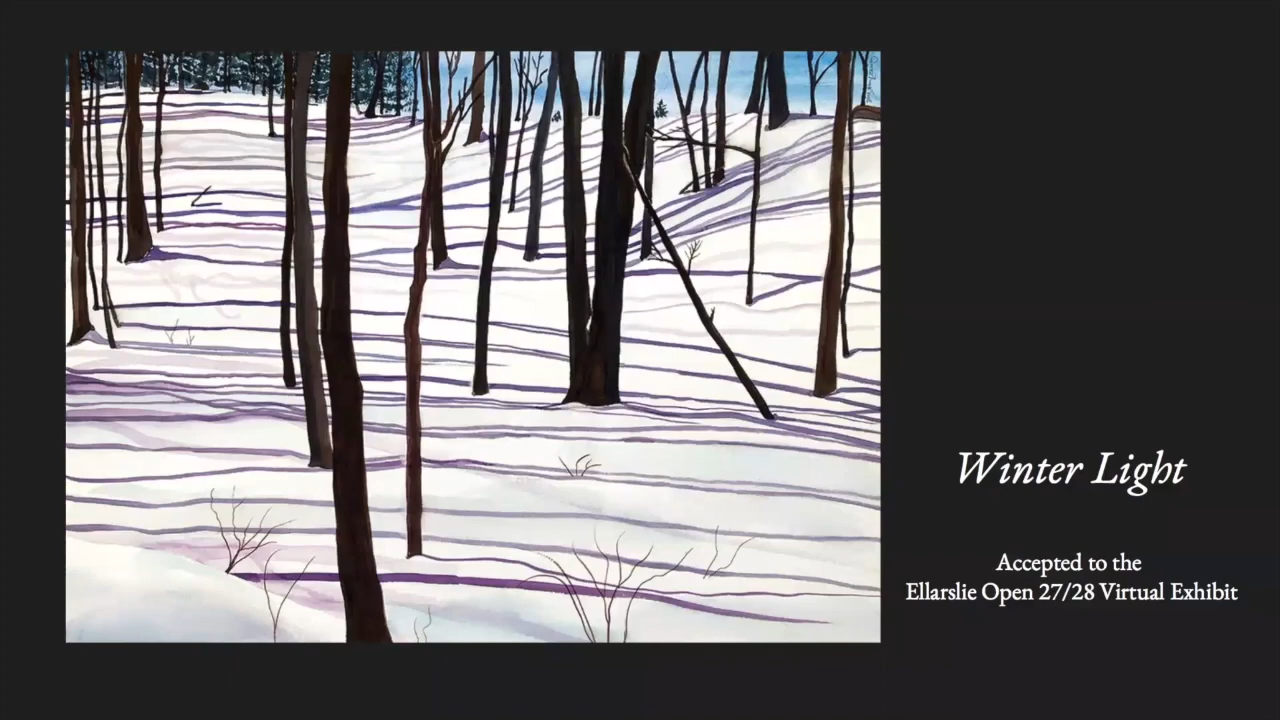 Winter Light
Accepted to the
Ellarslie Open 27/28 Virtual Exhibit